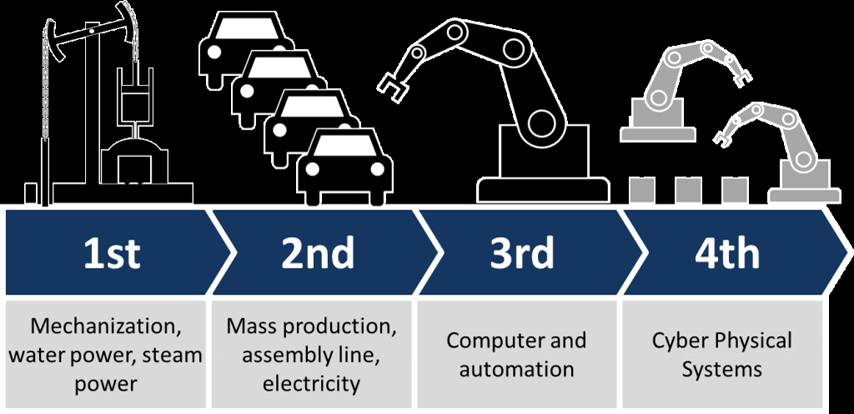 1st
2nd
3rd
4th
Mechanization,
water power, steam
power
Mass production,
assembly line,
electricity
Computer and
automation
Cyber Physical
Systems